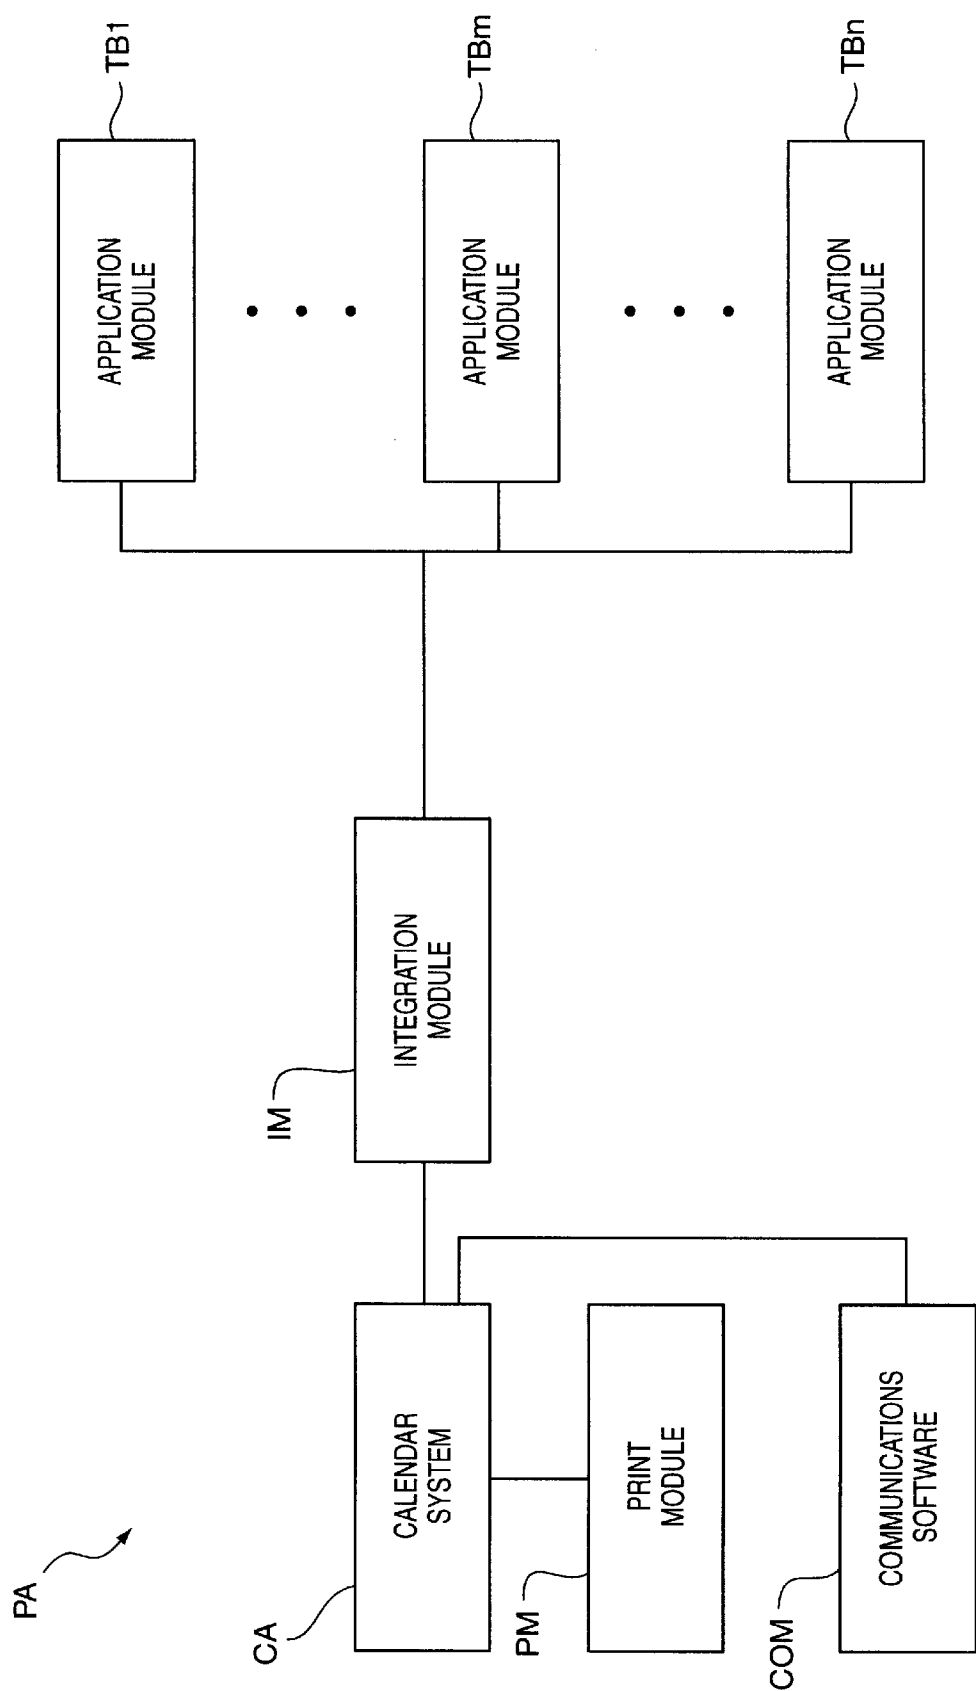 PA
CA
CALENDAR
SYSTEM
PM
PRINT
MODULE
COM
COMMUNICATIONS
SOFTWARE
IM
INTEGRATION
MODULE
APPLICATION
MODULE
TB1
APPLICATION
MODULE
TBm
APPLICATION
MODULE
TBn